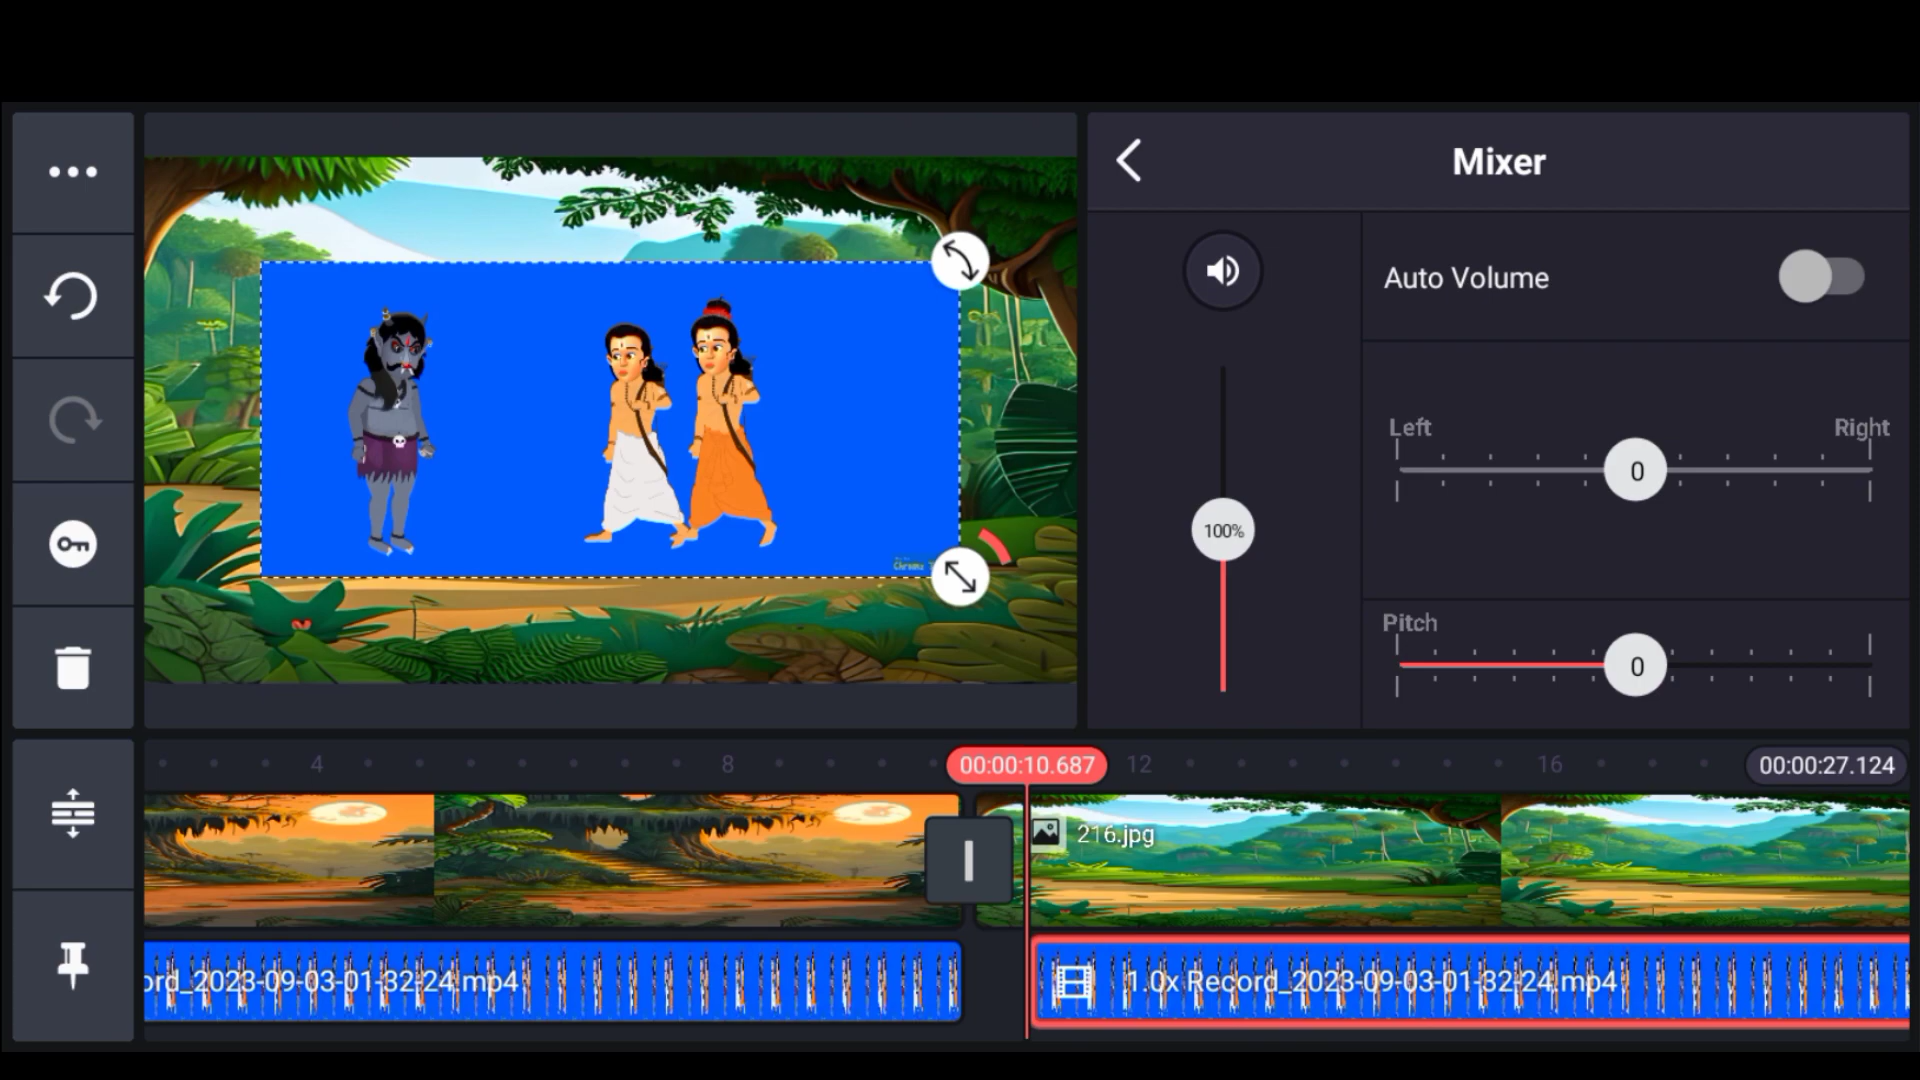 Mixer
Auto Volume
Left
Right
0
100%
Pitch
0
Chroma
4
8
00:00:10.687
12
16
00:00:27.124
216.jpg
ord_2023-09-03-01-32-24.mp4
1.0x Record_2023-09-03-01-32-24.mp4